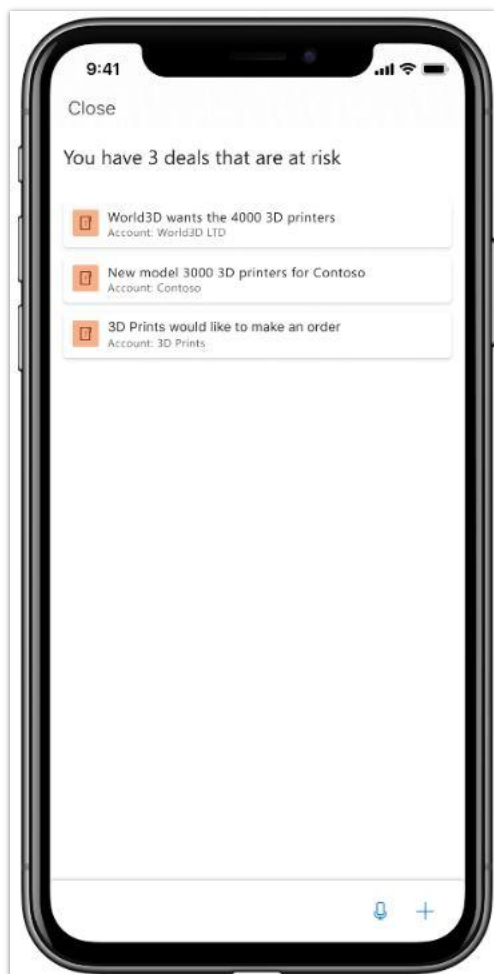 9:41
Close
You have 3 deals that are at risk
World3D wants the 4000 3D printers
Account: World3D LTD
New model 3000 3D printers for Contoso
Account: Contoso
3D Prints would like to make an order
Account: 3D Prints